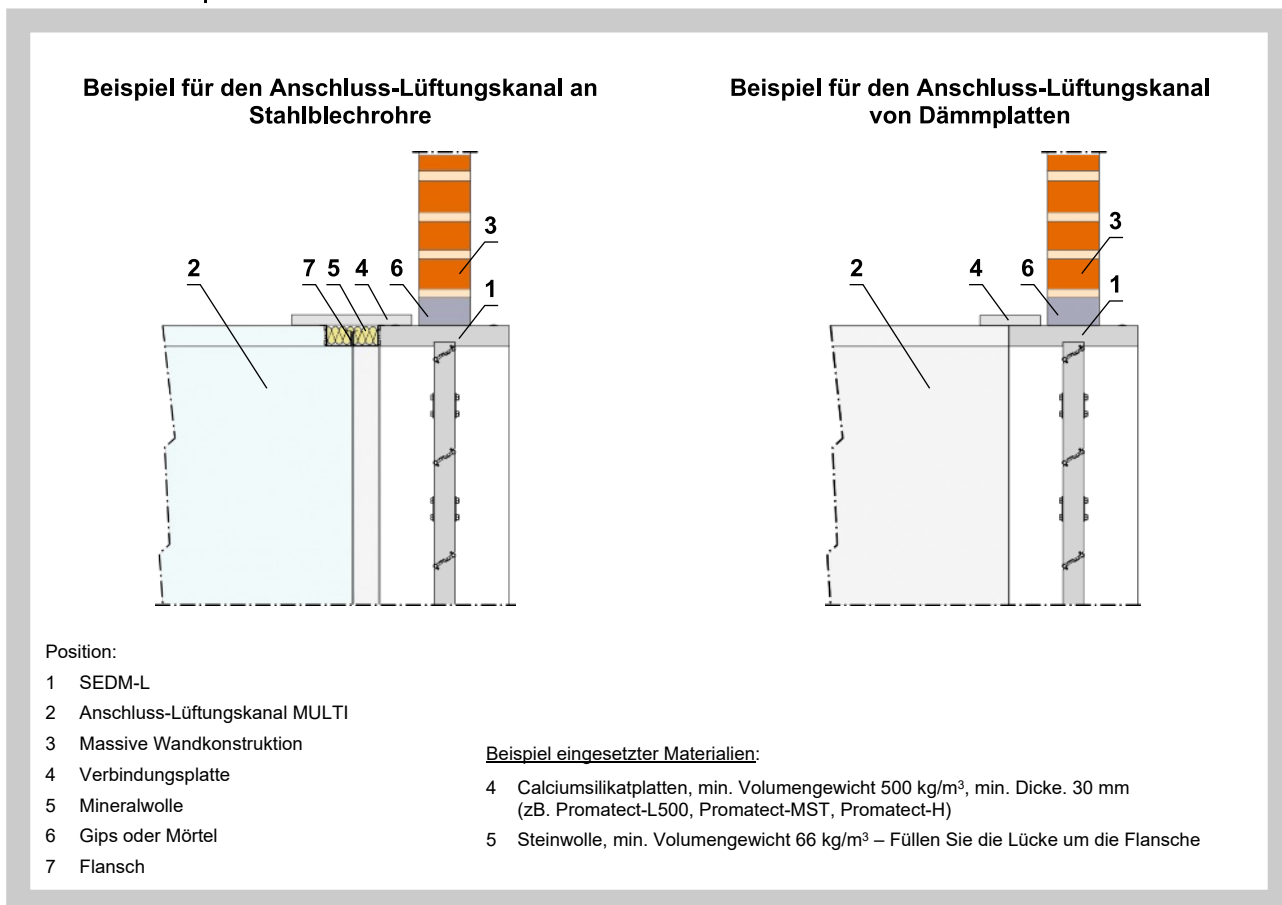 Beispiel für den Anschluss-Lüftungskanal an
Stahlblechrohre
2
7 5 4 6
3
1
Beispiel für den Anschluss-Lüftungskanal
von Dämmplatten
2
4 6
3
1
Position:
1 SEDM-L
2 Anschluss-Lüftungskanal MULTI
3 Massive Wandkonstruktion
4 Verbindungsplatte
5 Mineralwolle
6 Gips oder Mörtel
7 Flansch
Beispiel eingesetzter Materialien:
4 Calciumsilikatplatten, min. Volumengewicht 500 kg/m³, min. Dicke. 30 mm
(zB. Promatect-L500, Promatect-MST, Promatect-H)
5 Steinwolle, min. Volumengewicht 66 kg/m³ – Füllen Sie die Lücke um die Flansche